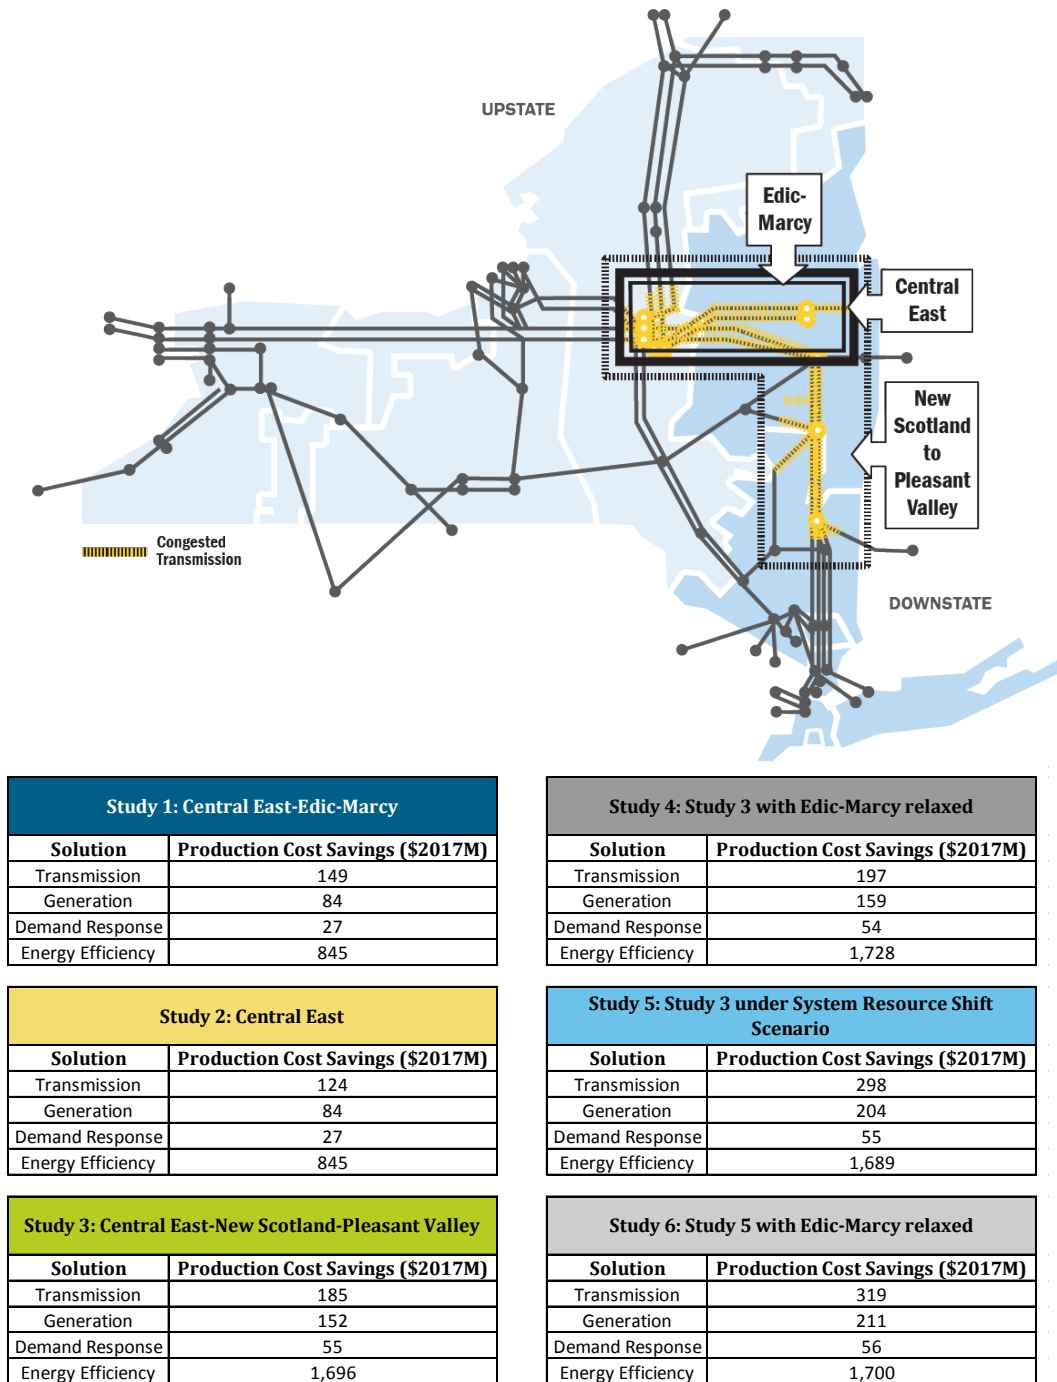 UPSTATE
Edic-
Marcy
Central
East
New
Scotland
to
Pleasant
Valley
Congested
Transmission
DOWNSTATE
Study 1: Central East-Edic-Marcy
Solution Production Cost Savings ($2017M)
Transmission 149
Generation 84
Demand Response 27
Energy Efficiency 845
Study 4: Study 3 with Edic-Marcy relaxed
Solution Production Cost Savings ($2017M)
Transmission 197
Generation 159
Demand Response 54
Energy Efficiency 1,728
Study 2: Central East
Solution Production Cost Savings ($2017M)
Transmission 124
Generation 84
Demand Response 27
Energy Efficiency 845
Study 5: Study 3 under System Resource Shift
Scenario
Solution Production Cost Savings ($2017M)
Transmission 298
Generation 204
Demand Response 55
Energy Efficiency 1,689
Study 3: Central East-New Scotland-Pleasant Valley
Solution Production Cost Savings ($2017M)
Transmission 185
Generation 152
Demand Response 55
Energy Efficiency 1,696
Study 6: Study 5 with Edic-Marcy relaxed
Solution Production Cost Savings ($2017M)
Transmission 319
Generation 211
Demand Response 56
Energy Efficiency 1,700